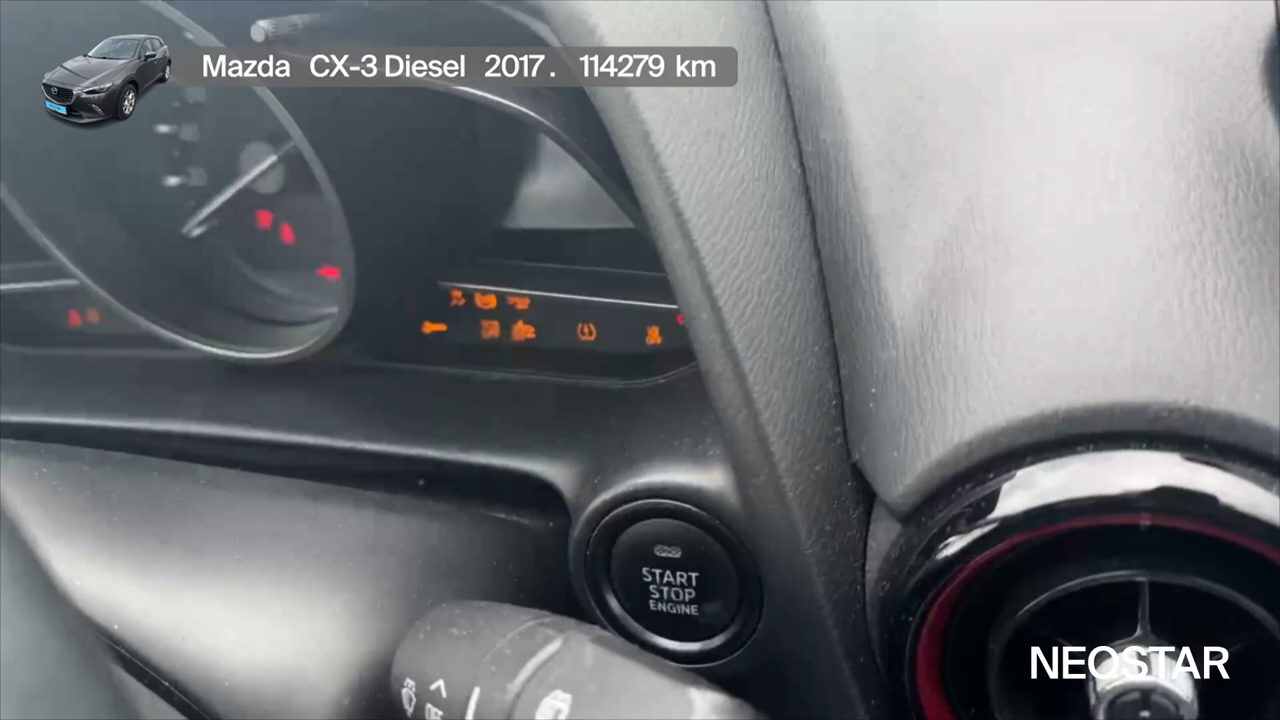 Mazda CX-3 Diesel 2017. 114279 km
START
STOP
ENGINE
NEOSTAR